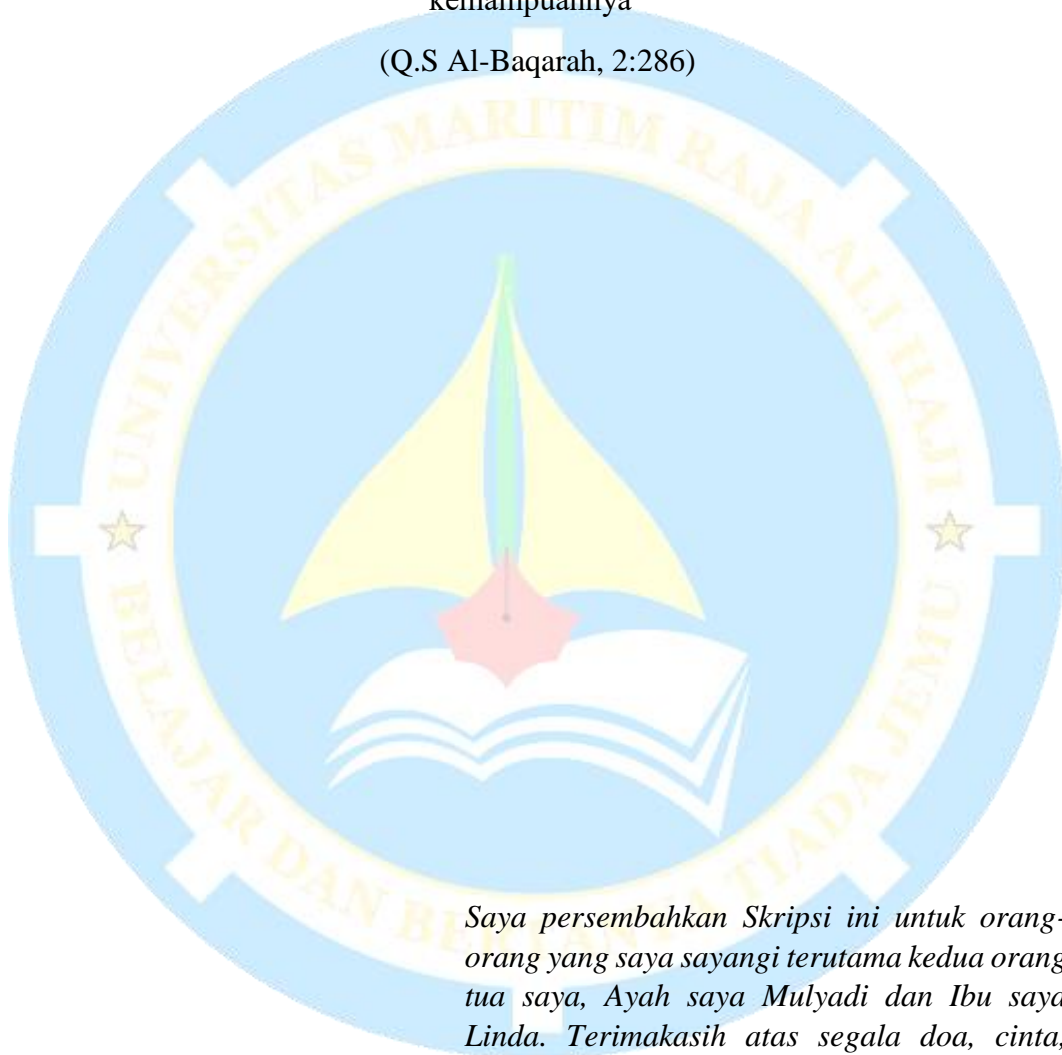 kemampuannya
(Q.S Al-Baqarah, 2:286)
UNIVERSITAS MARITIM RAJA ALI HAJI
BELAJAR DAN BERTANYA TIADA JEMU
Saya persembahkan Skripsi ini untuk orang-
orang yang saya sayangi terutama kedua orang
tua saya, Ayah saya Mulyadi dan Ibu saya
Linda. Terimakasih atas segala doa, cinta,